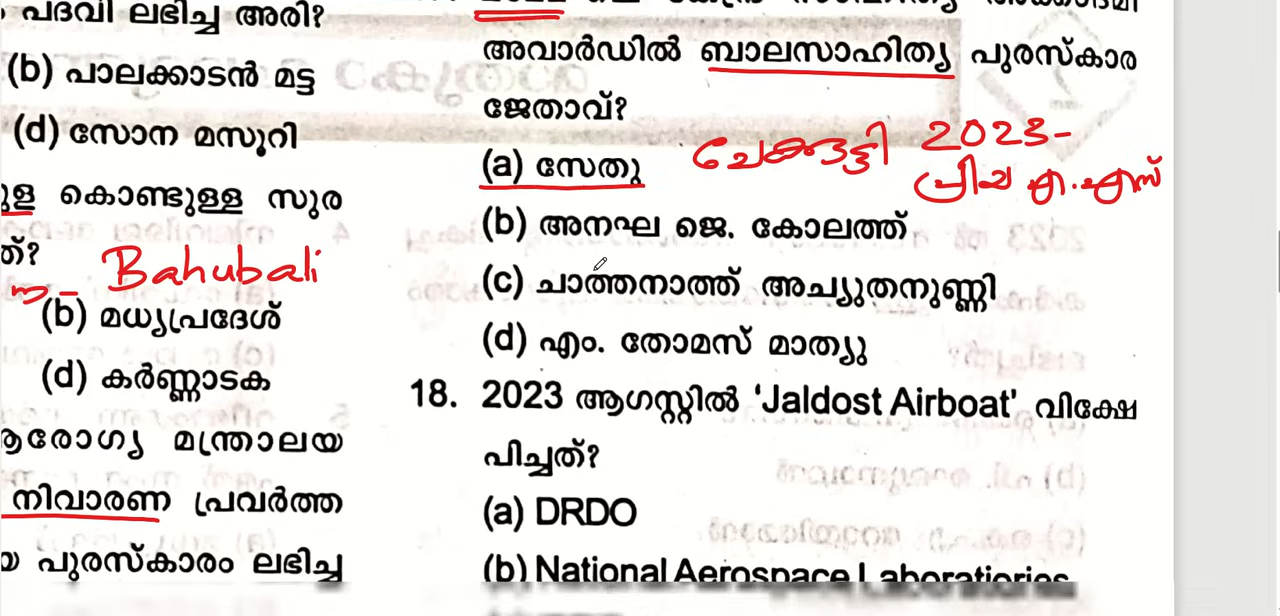 പദവി ലഭിച്ച അരി?
(b) പാലക്കാടൻ മട്ട
(d) സോന മസൂറി
കൊണ്ടുള്ള സുര
Bahubali
(b) മധ്യപ്രദേശ്
(d) കർണ്ണാടക
ആരോഗ്യ മന്ത്രാലയ
നിവാരണ പ്രവർത്ത
പുരസ്കാരം ലഭിച്ച
അവാർഡിൽ ബാലസാഹിത്യ പുരസ്കാര
ജേതാവ്?
(a) സേതു ചേക്കുട്ടി 2023-
പ്രിയ എ.എസ്
(b) അനഘ ജെ. കോലത്ത്
(c) ചാത്തനാത്ത് അച്യുതനുണ്ണി
(d) എം. തോമസ് മാത്യു
18. 2023 ആഗസ്റ്റിൽ 'Jaldost Airboat' വിക്ഷേ
പിച്ചത്?
(a) DRDO
(b) National Aerospace Laboratiories